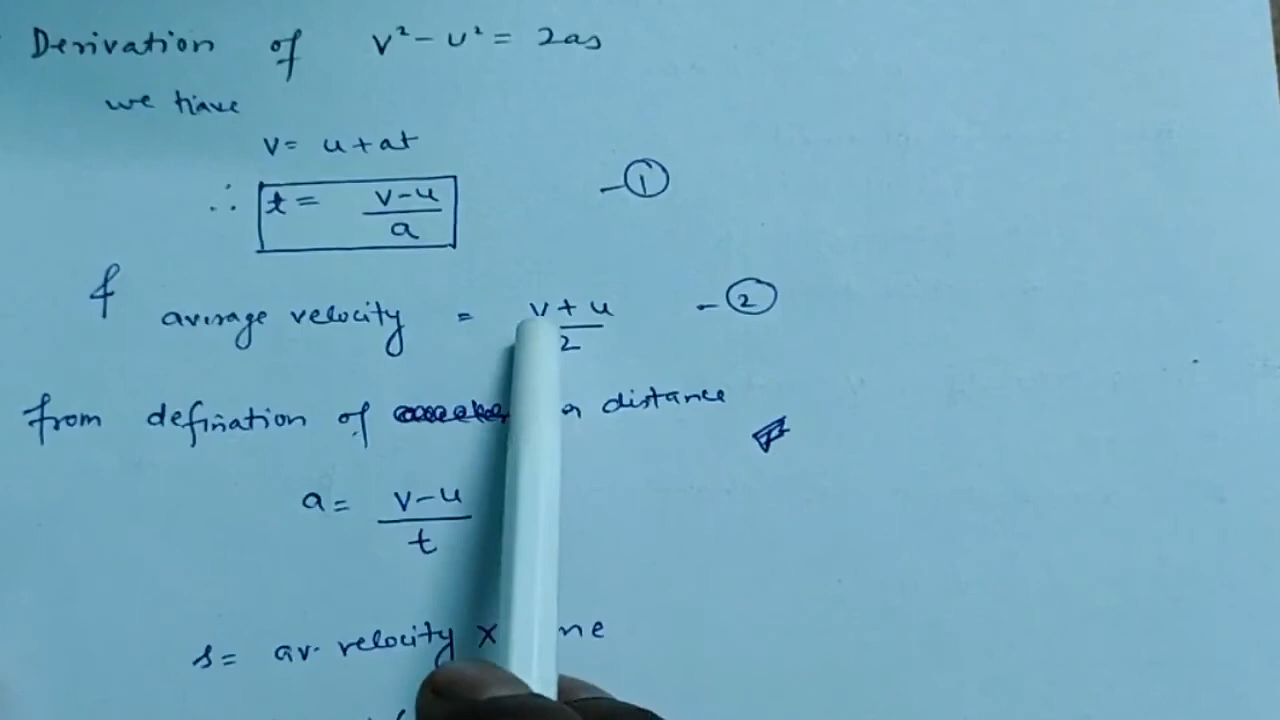 Derivation of v² - u² = 2as
we have
v = u + at
∴ t = v-u / a - ①
& average velocity = v + u / 2 - ②
from defination of distance
a = v-u / t
s = av. velocity ×